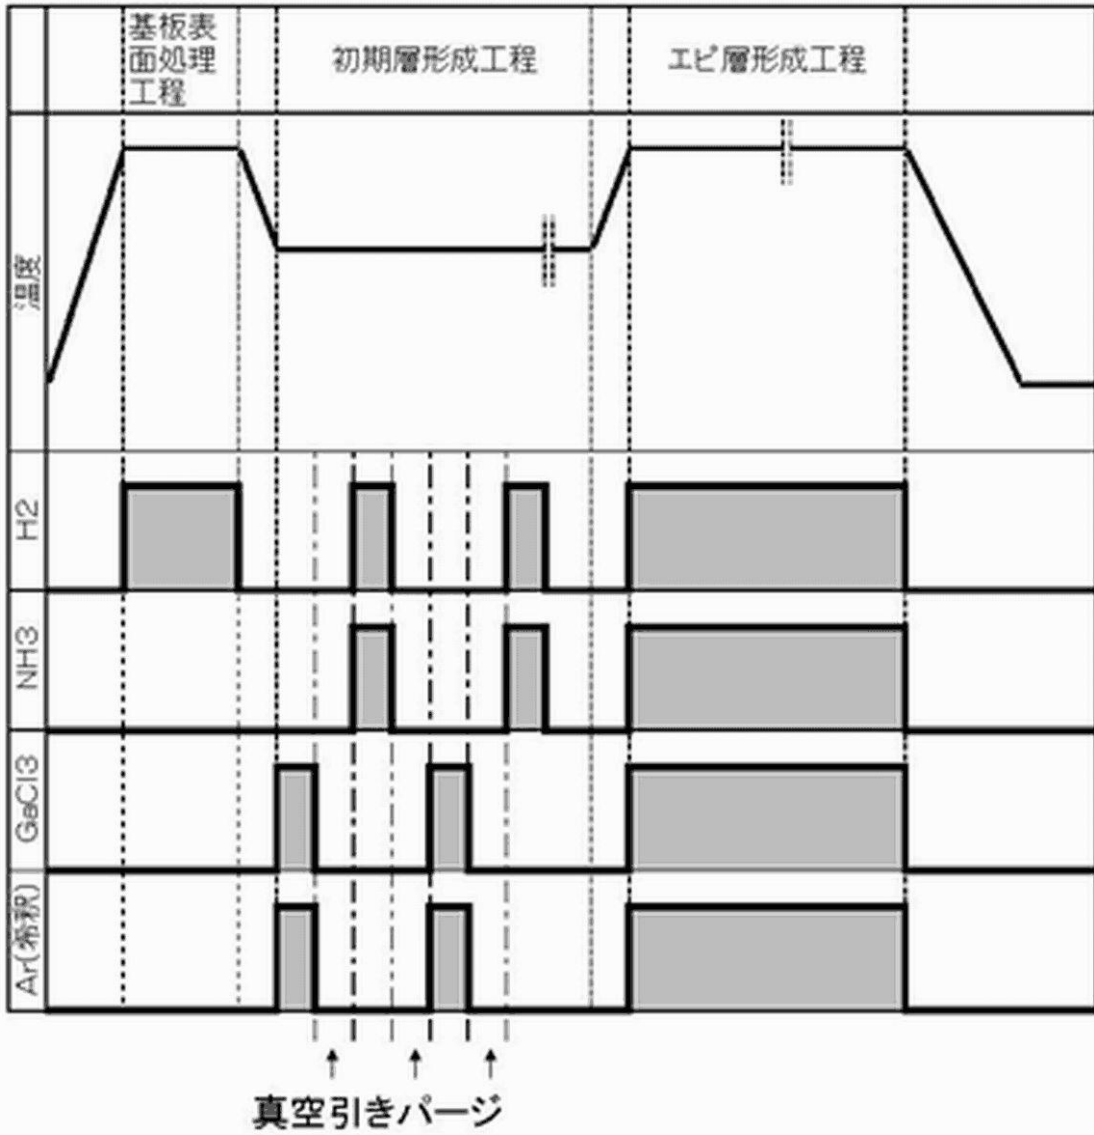 基板表
面処理
工程
初期層形成工程
エピ層形成工程
温度
H2
NH3
GaCl3
Ar(希釈)
真空引きパージ